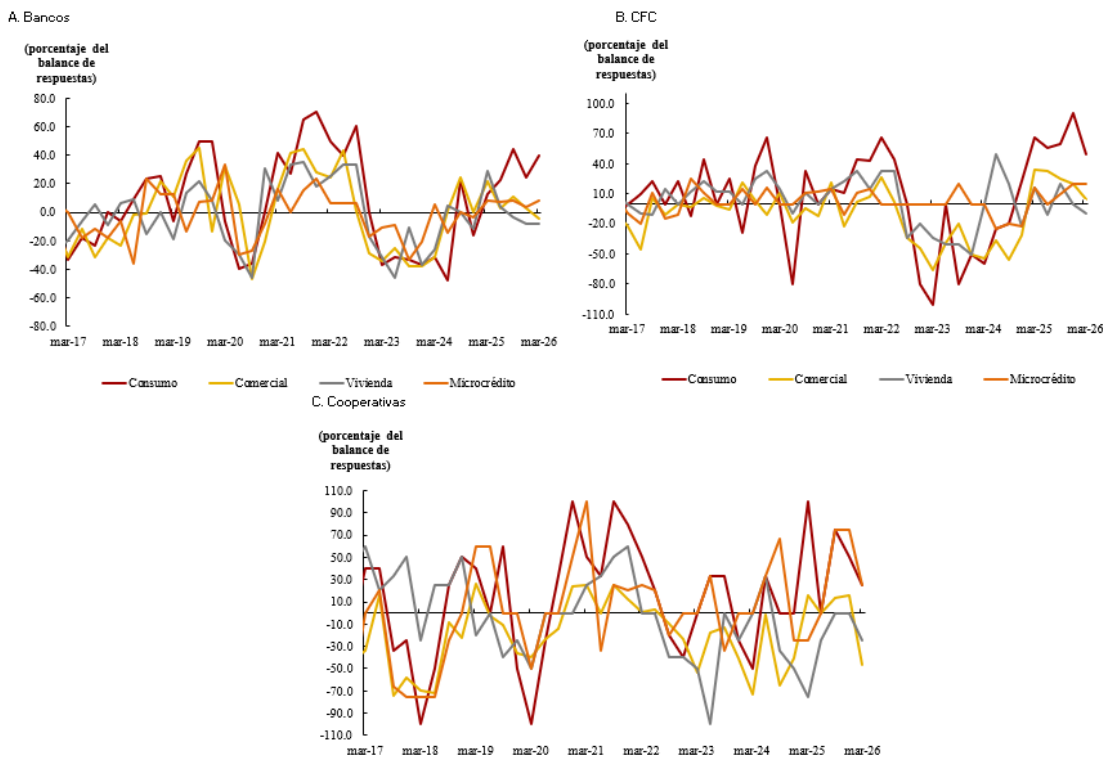 A. Bancos
(porcentaje del
balance de
respuestas)
80.0
60.0
40.0
20.0
0.0
-20.0
-40.0
-60.0
-80.0
mar-17 mar-18 mar-19 mar-20 mar-21 mar-22 mar-23 mar-24 mar-25 mar-26
Consumo Comercial Vivienda Microcrédito
B. CFC
(porcentaje del
balance de
respuestas)
100.0
70.0
40.0
10.0
-20.0
-50.0
-80.0
-110.0
mar-17 mar-18 mar-19 mar-20 mar-21 mar-22 mar-23 mar-24 mar-25 mar-26
Consumo Comercial Vivienda Microcrédito
C. Cooperativas
(porcentaje del
balance de
respuestas)
110.0
90.0
70.0
50.0
30.0
10.0
-10.0
-30.0
-50.0
-70.0
-90.0
-110.0
mar-17 mar-18 mar-19 mar-20 mar-21 mar-22 mar-23 mar-24 mar-25 mar-26